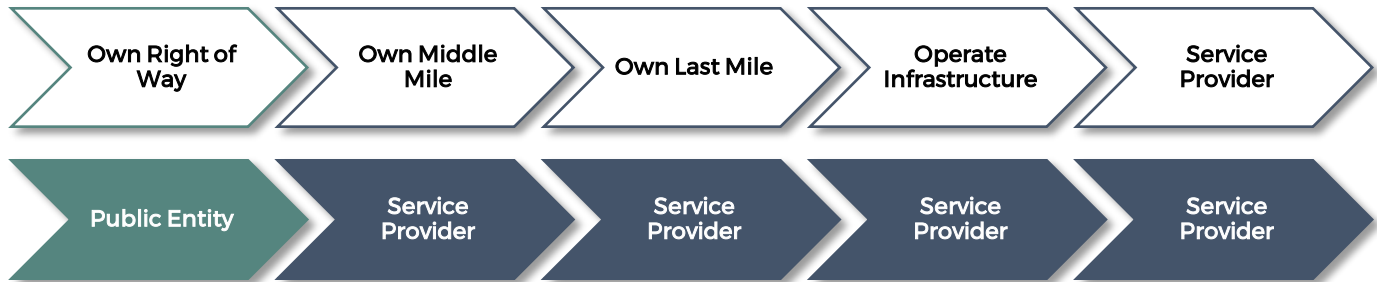 Own Right of
Way
Own Middle
Mile
Own Last Mile
Operate
Infrastructure
Service
Provider
Public Entity
Service
Provider
Service
Provider
Service
Provider
Service
Provider